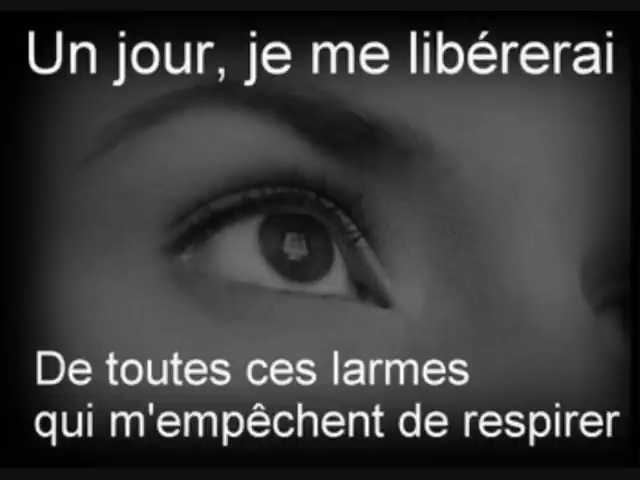 Un jour, je me libérerai
De toutes ces larmes
qui m'empêchent de respirer